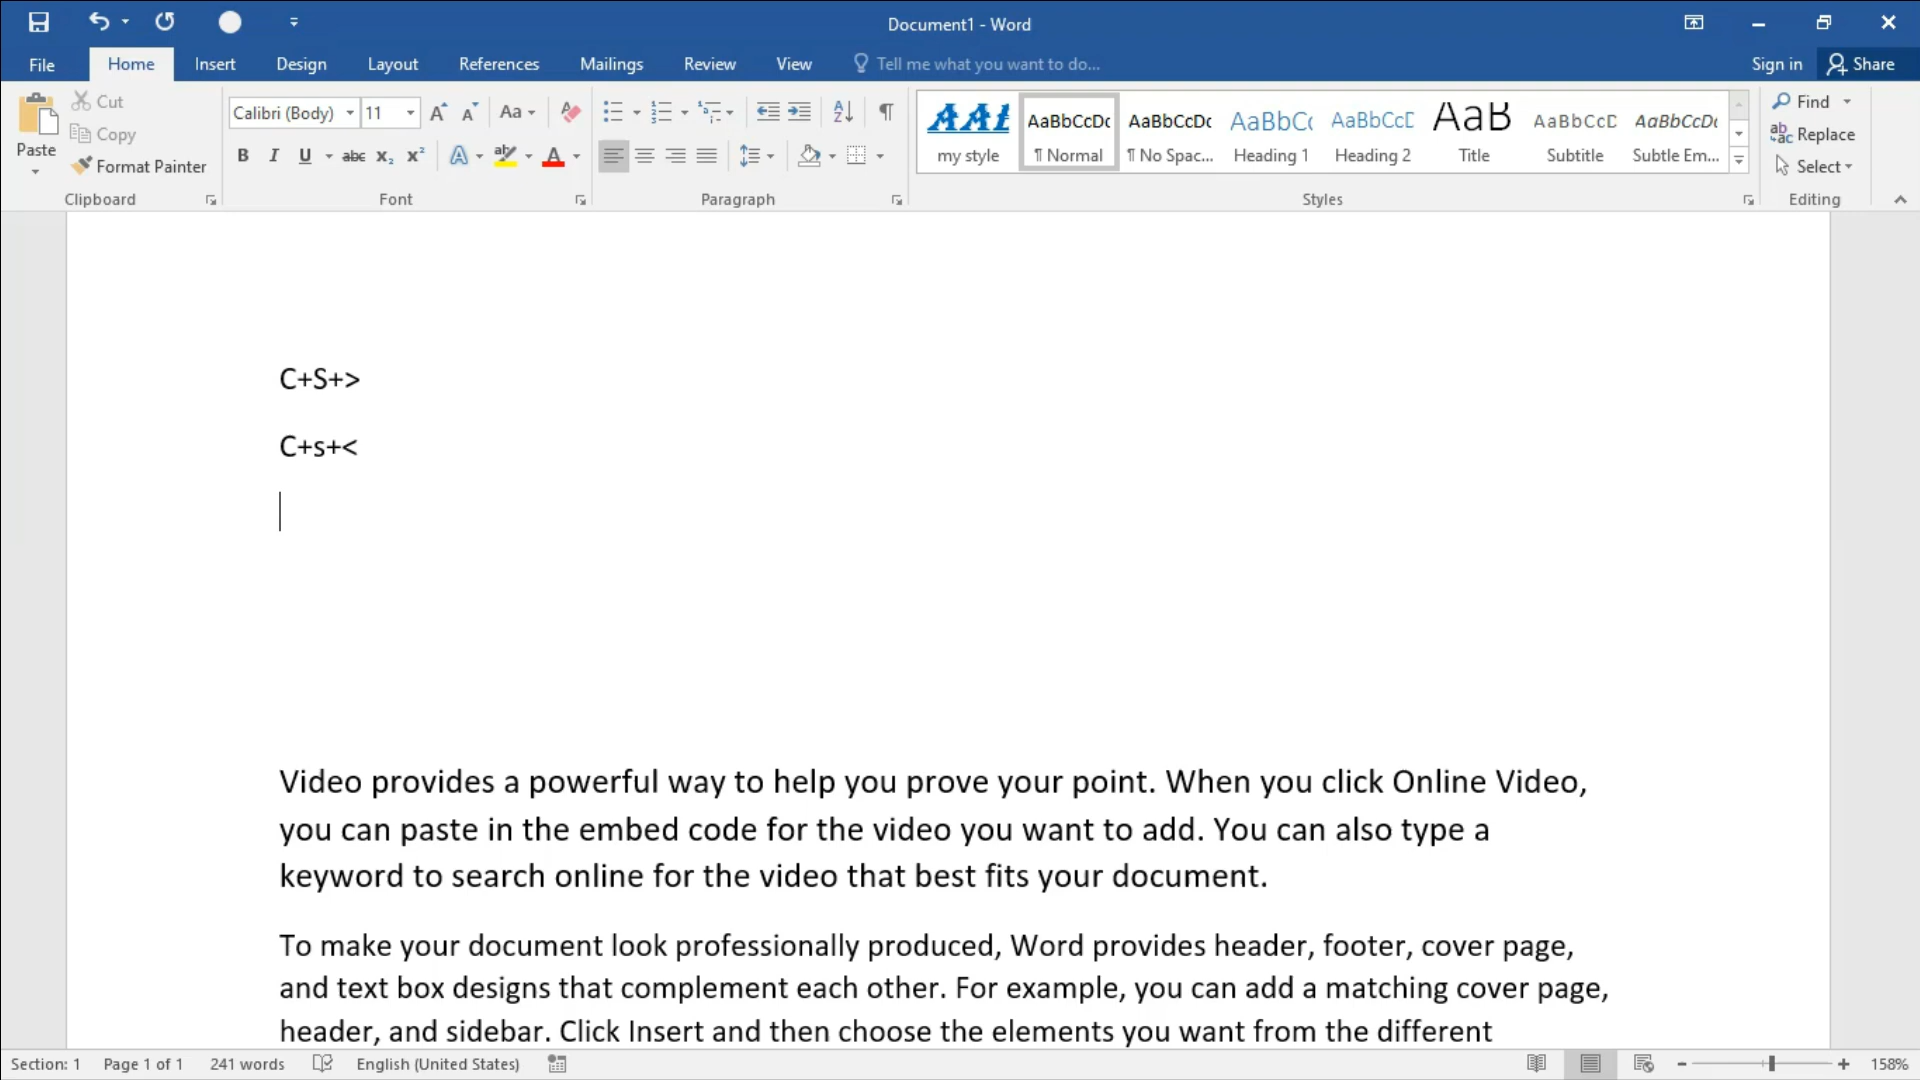 Document1 - Word
File Home Insert Design Layout References Mailings Review View Tell me what you want to do... Sign in Share
Paste Cut Copy Format Painter Clipboard
Calibri (Body) 11 Aa
B I U abc x₂ x² A ab A Font
A Z ¶ Paragraph
AAI my style
AaBbCcDc ¶ Normal
AaBbCcDc ¶ No Spac...
AaBbCc Heading 1
AaBbCcD Heading 2
AaB Title
AaBbCcD Subtitle
AaBbCcDc Subtle Em...
Styles
Find Replace Select Editing
C+S+>
C+s+<
Video provides a powerful way to help you prove your point. When you click Online Video,
you can paste in the embed code for the video you want to add. You can also type a
keyword to search online for the video that best fits your document.
To make your document look professionally produced, Word provides header, footer, cover page,
and text box designs that complement each other. For example, you can add a matching cover page,
header, and sidebar. Click Insert and then choose the elements you want from the different
Section: 1 Page 1 of 1 241 words English (United States) 158%